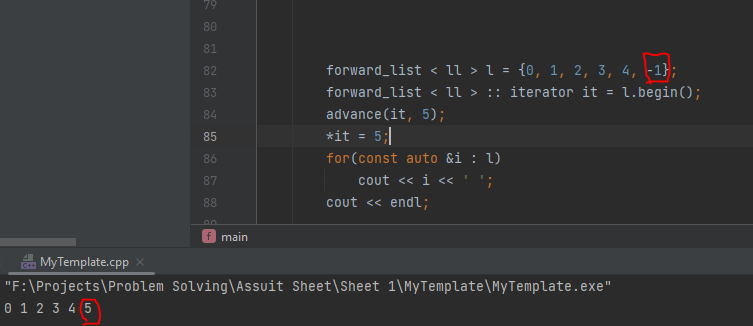 79
80
81
82 forward_list < ll > l = {0, 1, 2, 3, 4, -1};
83 forward_list < ll > :: iterator it = l.begin();
84 advance(it, 5);
85 *it = 5;
86 for(const auto &i : l)
87 cout << i << ' ';
88 cout << endl;
f main
C++ MyTemplate.cpp ×
"F:\Projects\Problem Solving\Assuit Sheet\Sheet 1\MyTemplate\MyTemplate.exe"
0 1 2 3 4 5